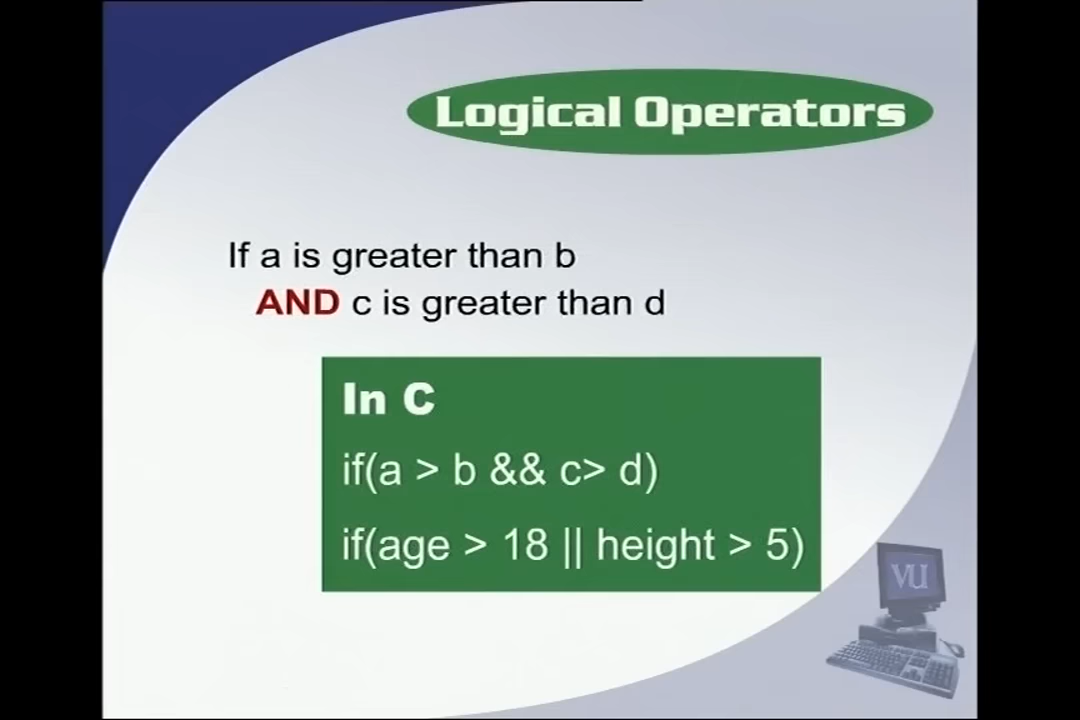 Logical Operators
If a is greater than b
AND c is greater than d
In C
if(a > b && c> d)
if(age > 18 || height > 5)
VU